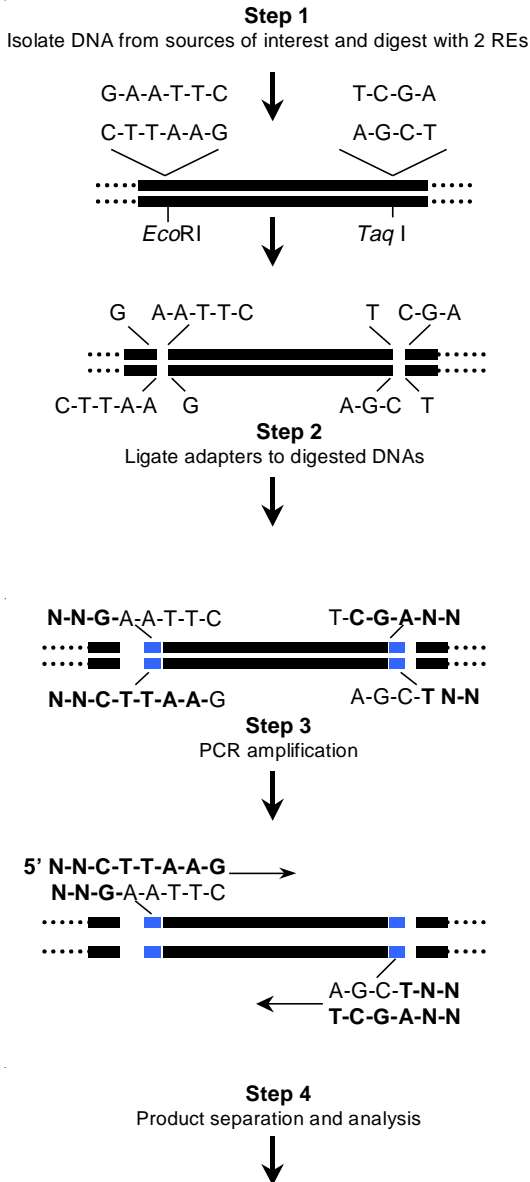 Step 1
Isolate DNA from sources of interest and digest with 2 REs
G-A-A-T-T-C T-C-G-A
C-T-T-A-A-G A-G-C-T
EcoRI Taq I
G A-A-T-T-C T C-G-A
C-T-T-A-A G A-G-C T
Step 2
Ligate adapters to digested DNAs
N-N-G-A-A-T-T-C T-C-G-A-N-N
N-N-C-T-T-A-A-G A-G-C-T N-N
Step 3
PCR amplification
5’ N-N-C-T-T-A-A-G
N-N-G-A-A-T-T-C
A-G-C-T-N-N
T-C-G-A-N-N
Step 4
Product separation and analysis